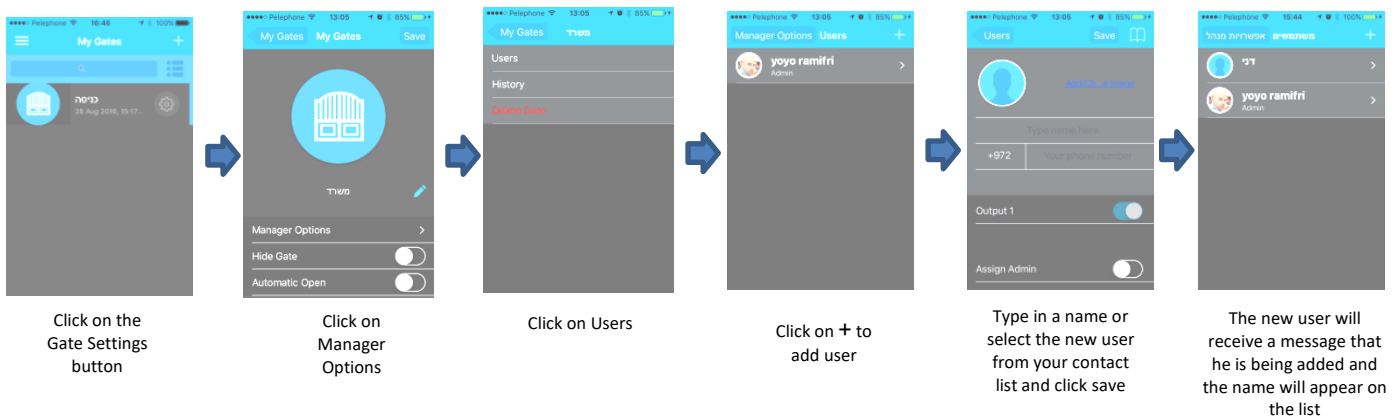 Pelephone 16:46 100%
My Gates +
כניסה
28 Aug 2016, 15:17...
Click on the
Gate Settings
button
Pelephone 13:05 85%
My Gates My Gates Save
משרד
Manager Options >
Hide Gate
Automatic Open
Click on
Manager
Options
Pelephone 13:05 85%
My Gates משרד
Users
History
Delete Gate
Click on Users
Pelephone 13:06 85%
Manager Options Users +
yoyo ramifri >
Admin
Click on + to
add user
Pelephone 13:06 85%
Users Save
Type name here
+972 Your phone number
Output 1
Assign Admin
Type in a name or
select the new user
from your contact
list and click save
Pelephone 15:44 100%
אפשרויות מנהל משתמשים +
דני >
yoyo ramifri >
Admin
The new user will
receive a message that
he is being added and
the name will appear on
the list